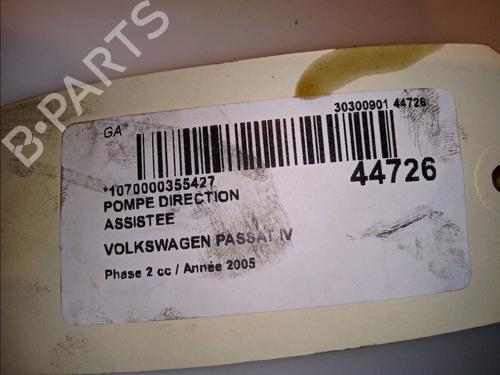 B-PARTS
30300901 44726
GA
*1070000355427
44726
POMPE DIRECTION
ASSISTEE
VOLKSWAGEN PASSAT IV
Phase 2 cc / Année 2005